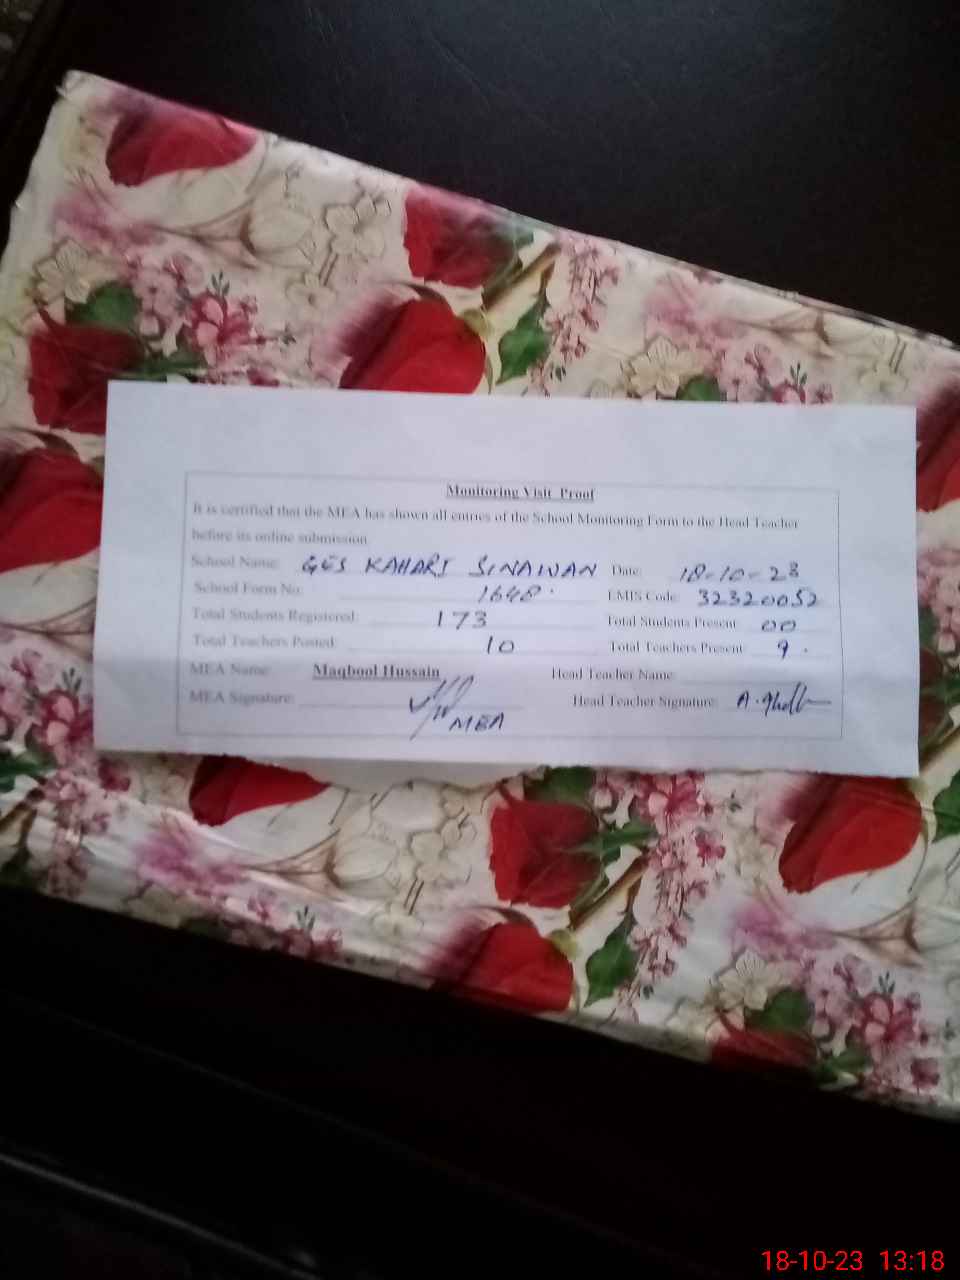 Monitoring Visit Proof
It is certified that the MEA has shown all entries of the School Monitoring Form to the Head Teacher
before its online submission
School Name: GES KAHARI SINAWAN Date: 18-10-23
School Form No: 1648. EMIS Code: 32320052
Total Students Registered: 173 Total Students Present: 00
Total Teachers Posted: 10 Total Teachers Present: 9.
MEA Name: Maqbool Hussain Head Teacher Name:
MEA Signature: MEA Head Teacher Signature:
18-10-23 13:18